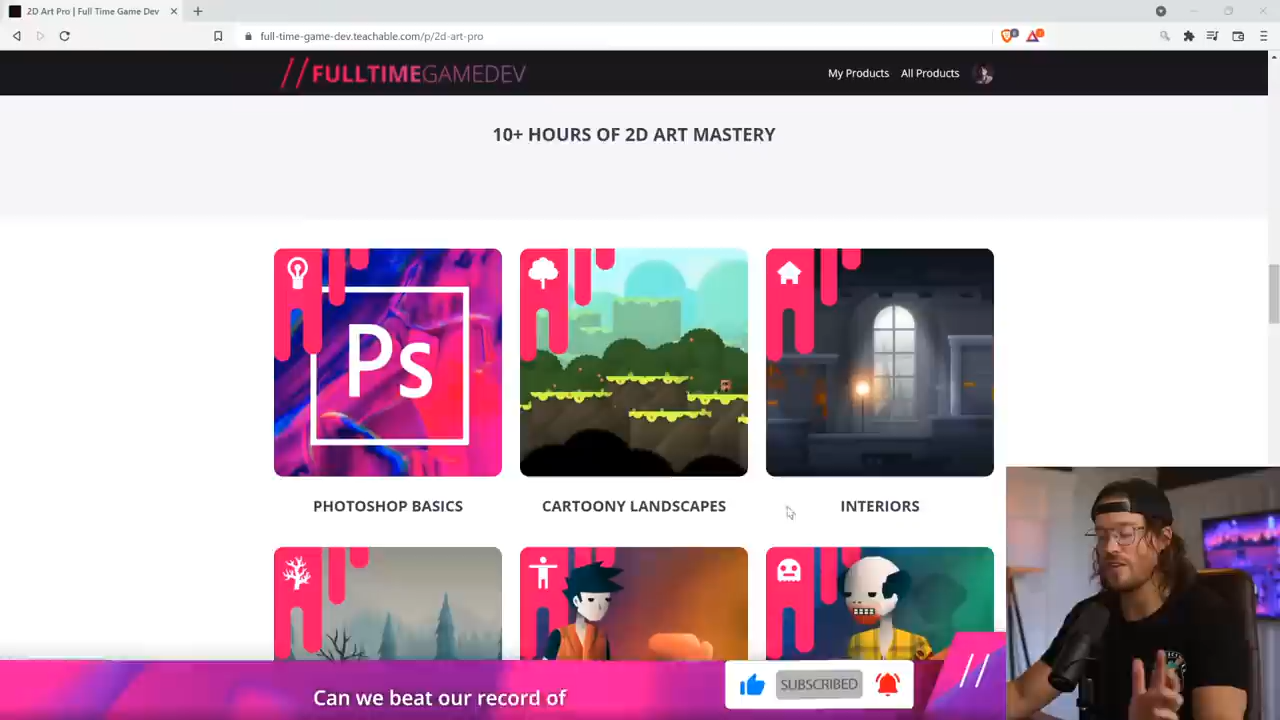 2D Art Pro | Full Time Game Dev
full-time-game-dev.teachable.com/p/2d-art-pro
//FULLTIMEGAMEDEV
My Products
All Products
10+ HOURS OF 2D ART MASTERY
Ps
PHOTOSHOP BASICS
CARTOONY LANDSCAPES
INTERIORS
Can we beat our record of
SUBSCRIBED
//